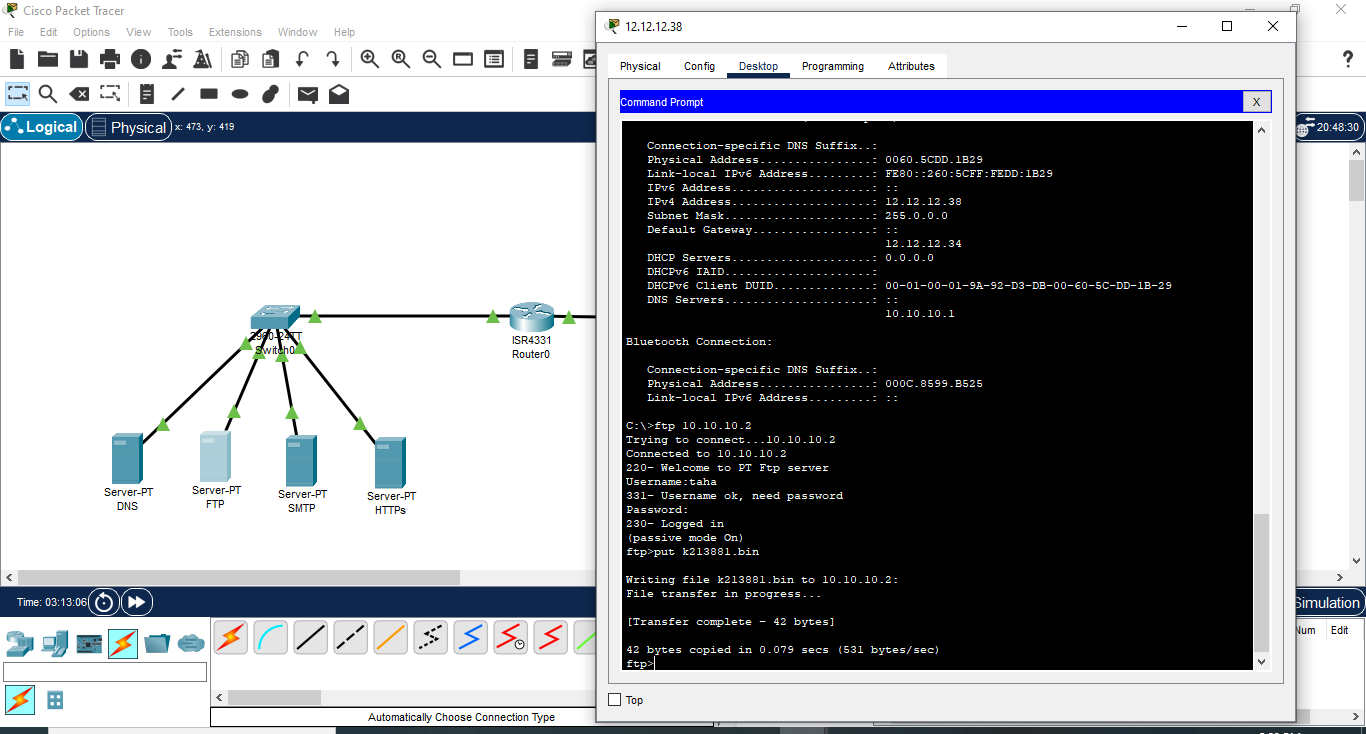 Cisco Packet Tracer
File Edit Options View Tools Extensions Window Help
Logical Physical x: 473, y: 419
20:48:30
2960-24TT
Switch0
ISR4331
Router0
Server-PT
DNS
Server-PT
FTP
Server-PT
SMTP
Server-PT
HTTPs
Time: 03:13:06
Simulation
Num Edit
Automatically Choose Connection Type
12.12.12.38
Physical Config Desktop Programming Attributes
Command Prompt X
Connection-specific DNS Suffix..:
Physical Address................: 0060.5CDD.1B29
Link-local IPv6 Address.........: FE80::260:5CFF:FEDD:1B29
IPv6 Address....................: ::
IPv4 Address....................: 12.12.12.38
Subnet Mask.....................: 255.0.0.0
Default Gateway.................: ::
12.12.12.34
DHCP Servers....................: 0.0.0.0
DHCPv6 IAID.....................:
DHCPv6 Client DUID..............: 00-01-00-01-9A-92-D3-DB-00-60-5C-DD-1B-29
DNS Servers.....................: ::
10.10.10.1
Bluetooth Connection:
Connection-specific DNS Suffix..:
Physical Address................: 000C.8599.B525
Link-local IPv6 Address.........: ::
C:\>ftp 10.10.10.2
Trying to connect...10.10.10.2
Connected to 10.10.10.2
220- Welcome to PT Ftp server
Username:taha
331- Username ok, need password
Password:
230- Logged in
(passive mode On)
ftp>put k213881.bin
Writing file k213881.bin to 10.10.10.2:
File transfer in progress...
[Transfer complete - 42 bytes]
42 bytes copied in 0.079 secs (531 bytes/sec)
ftp>
Top